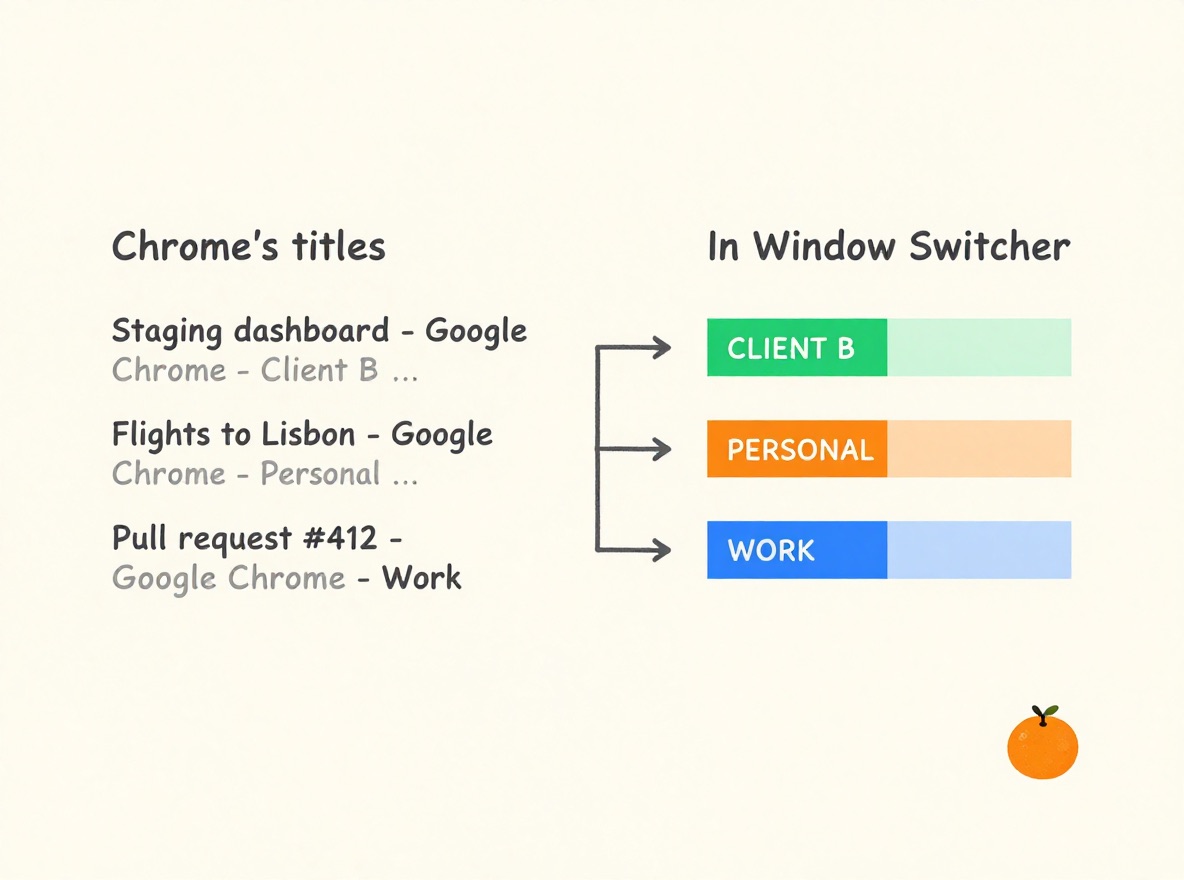 Chrome's titles
Staging dashboard - Google
Chrome - Client B ...
Flights to Lisbon - Google
Chrome - Personal ...
Pull request #412 -
Google Chrome - Work
In Window Switcher
CLIENT B
PERSONAL
WORK